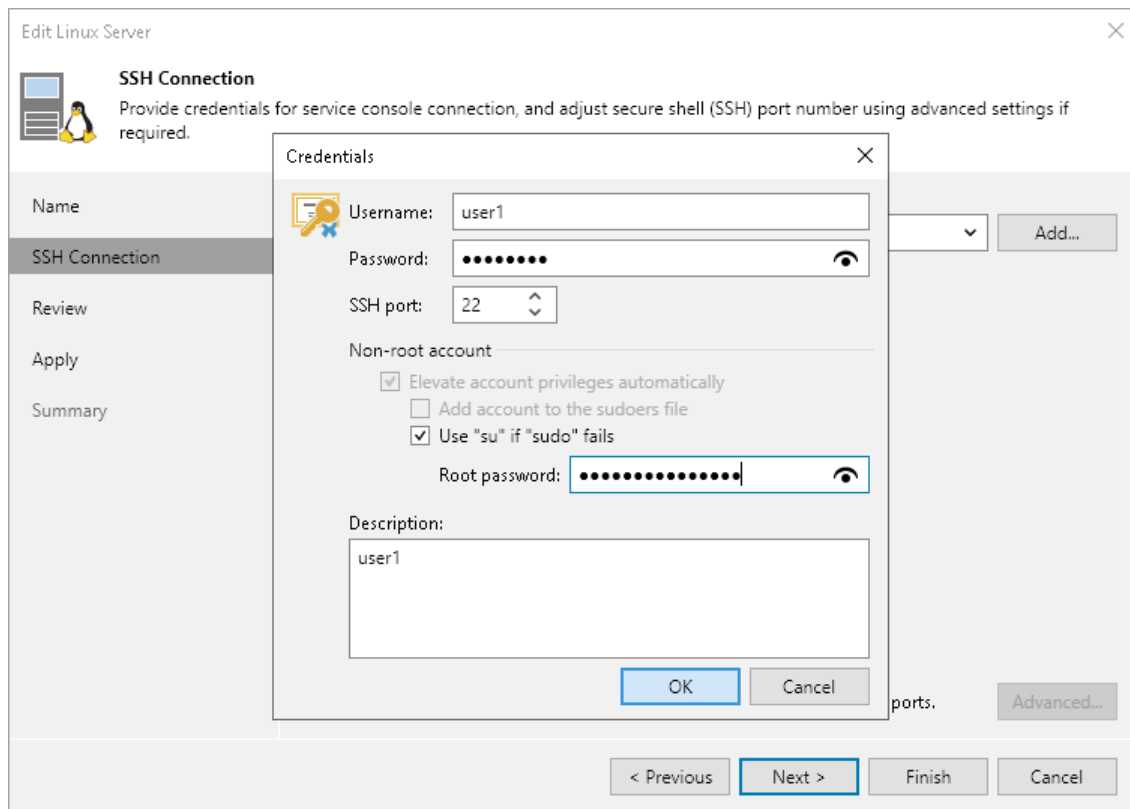 Edit Linux Server
SSH Connection
Provide credentials for service console connection, and adjust secure shell (SSH) port number using advanced settings if
required.
Name
SSH Connection
Review
Apply
Summary
Credentials
Username: user1
Password: ●●●●●●●●
SSH port: 22
Non-root account
Elevate account privileges automatically
Add account to the sudoers file
Use "su" if "sudo" fails
Root password: ●●●●●●●●●●●●●●●
Description:
user1
OK Cancel
Add...
ports. Advanced...
< Previous Next > Finish Cancel